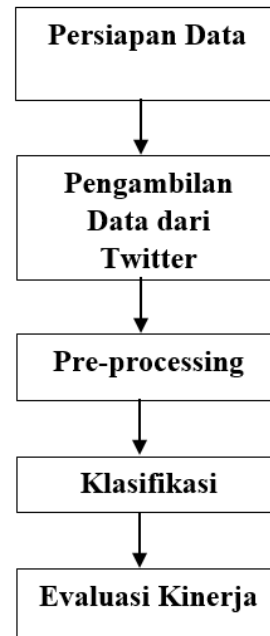 Persiapan Data
Pengambilan
Data dari
Twitter
Pre-processing
Klasifikasi
Evaluasi Kinerja